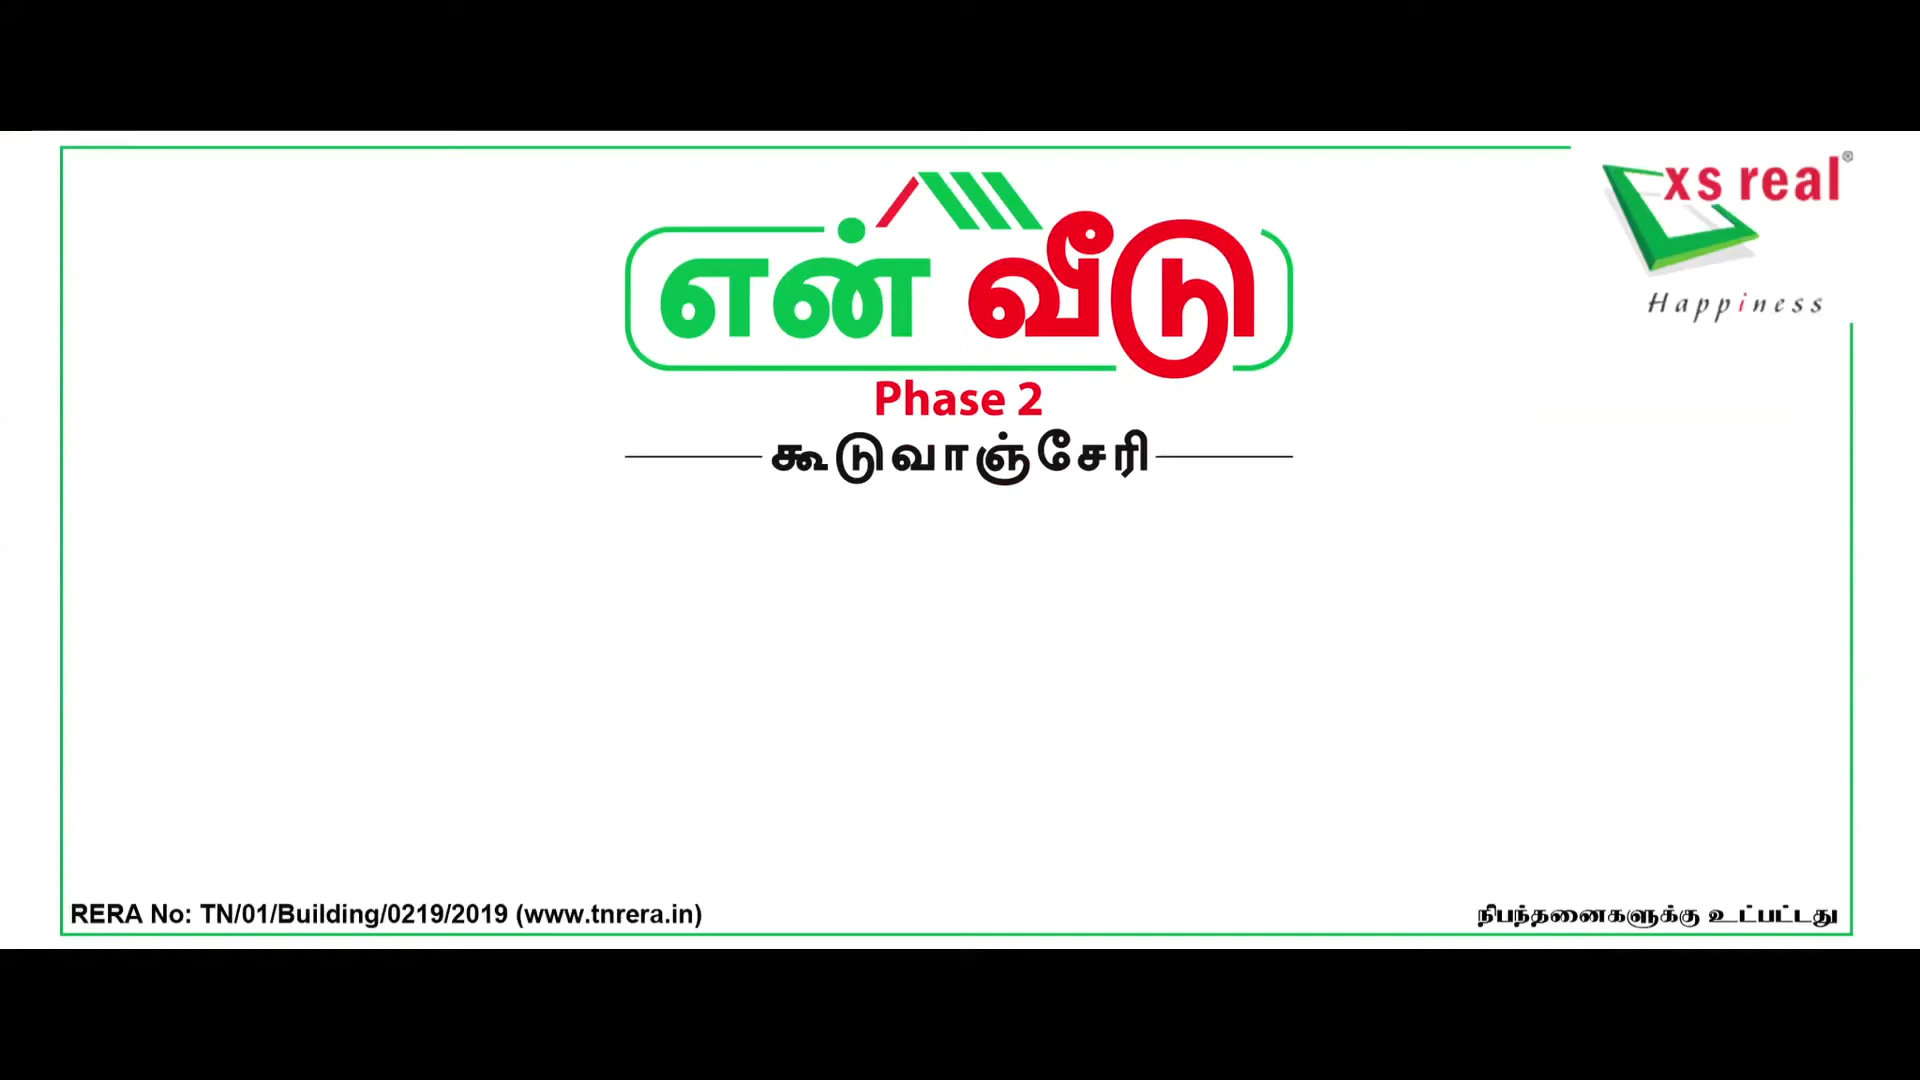 xs real®
Happiness
என் வீடு
Phase 2
கூடுவாஞ்சேரி
RERA No: TN/01/Building/0219/2019 (www.tnrera.in)
நிபந்தனைகளுக்கு உட்பட்டது